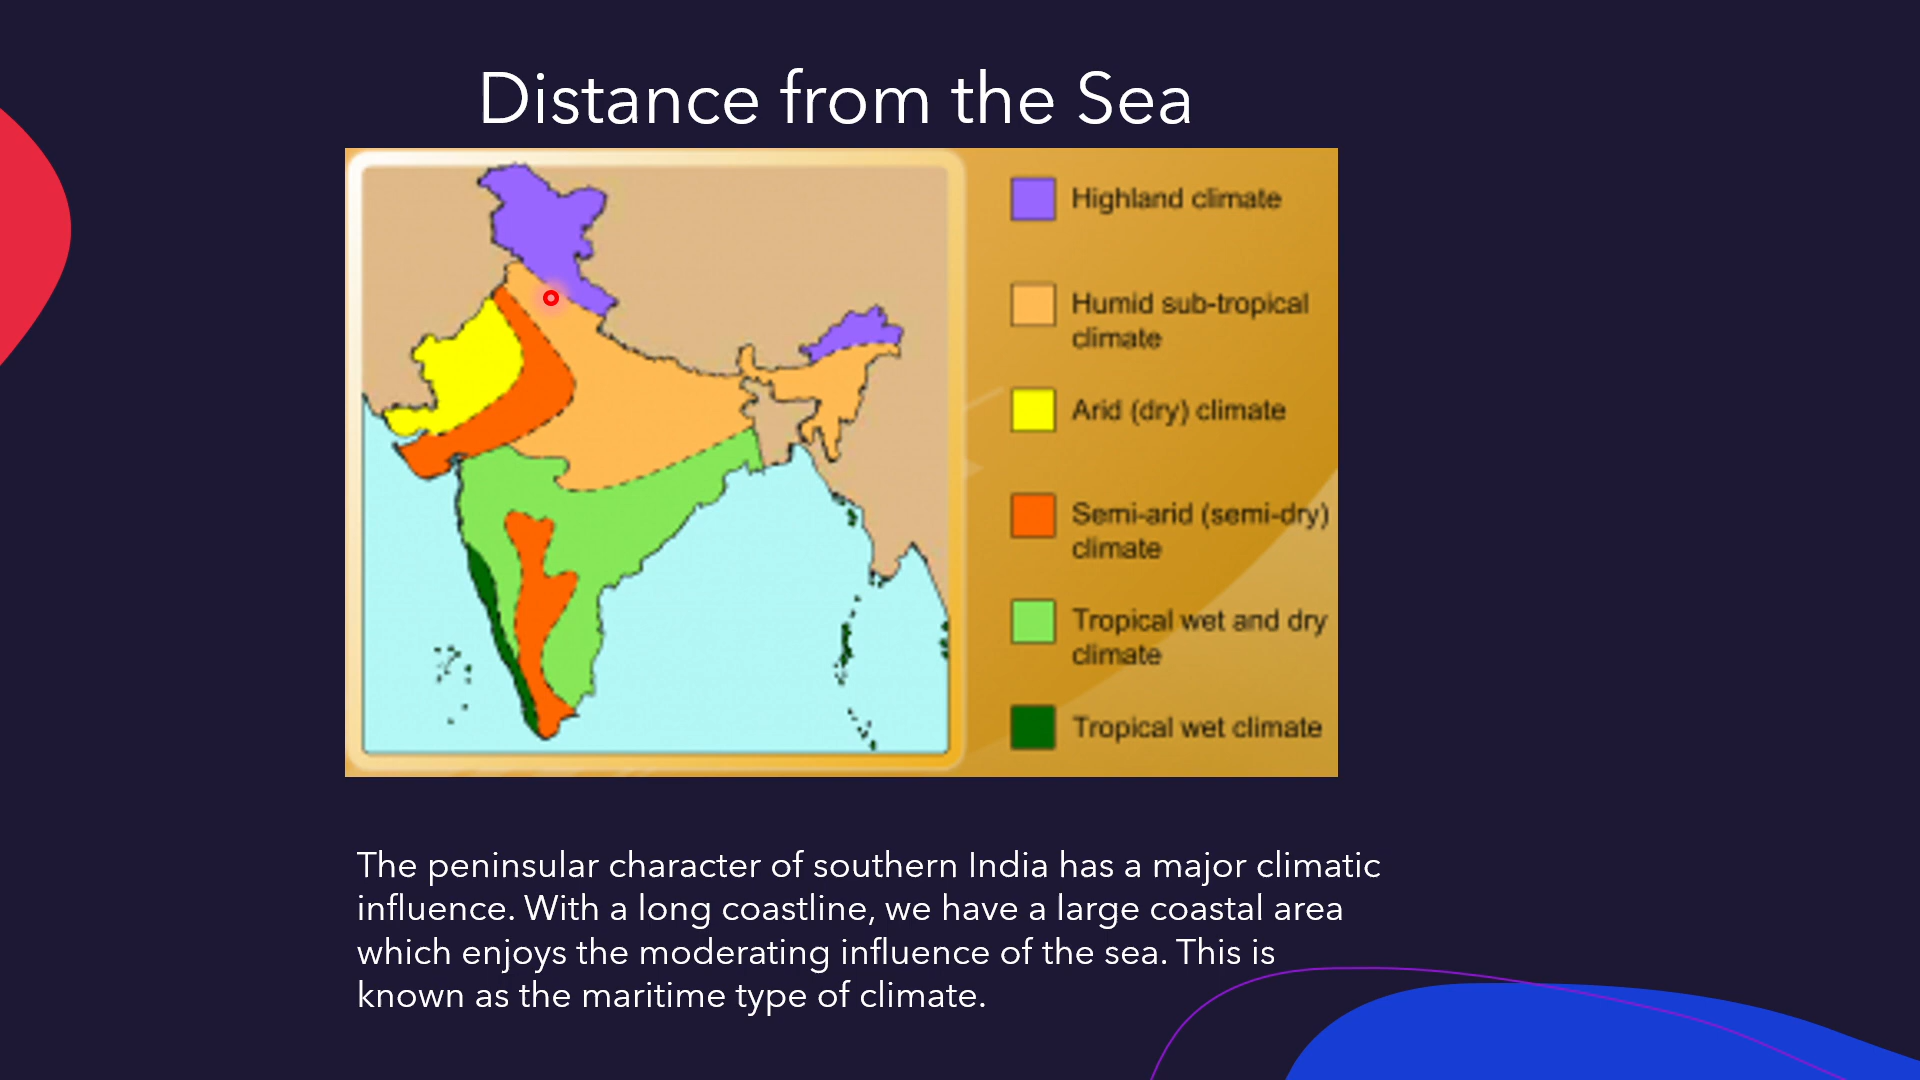 Distance from the Sea
Highland climate
Humid sub-tropical
climate
Arid (dry) climate
Semi-arid (semi-dry)
climate
Tropical wet and dry
climate
Tropical wet climate
The peninsular character of southern India has a major climatic
influence. With a long coastline, we have a large coastal area
which enjoys the moderating influence of the sea. This is
known as the maritime type of climate.